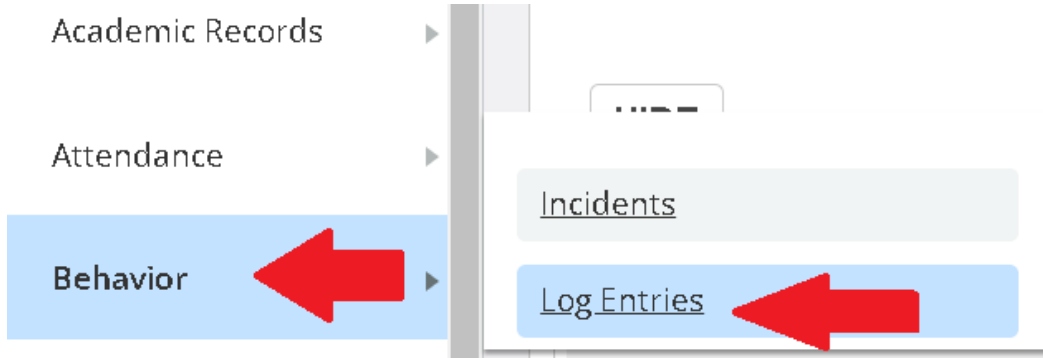 Academic Records
Attendance
Behavior
Incidents
Log Entries